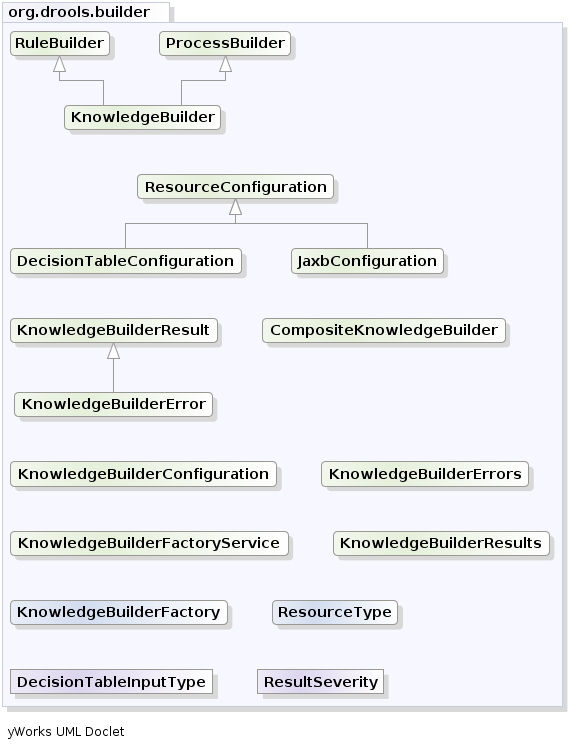 org.drools.builder
RuleBuilder
ProcessBuilder
KnowledgeBuilder
ResourceConfiguration
DecisionTableConfiguration
JaxbConfiguration
KnowledgeBuilderResult
CompositeKnowledgeBuilder
KnowledgeBuilderError
KnowledgeBuilderConfiguration
KnowledgeBuilderErrors
KnowledgeBuilderFactoryService
KnowledgeBuilderResults
KnowledgeBuilderFactory
ResourceType
DecisionTableInputType
ResultSeverity
yWorks UML Doclet